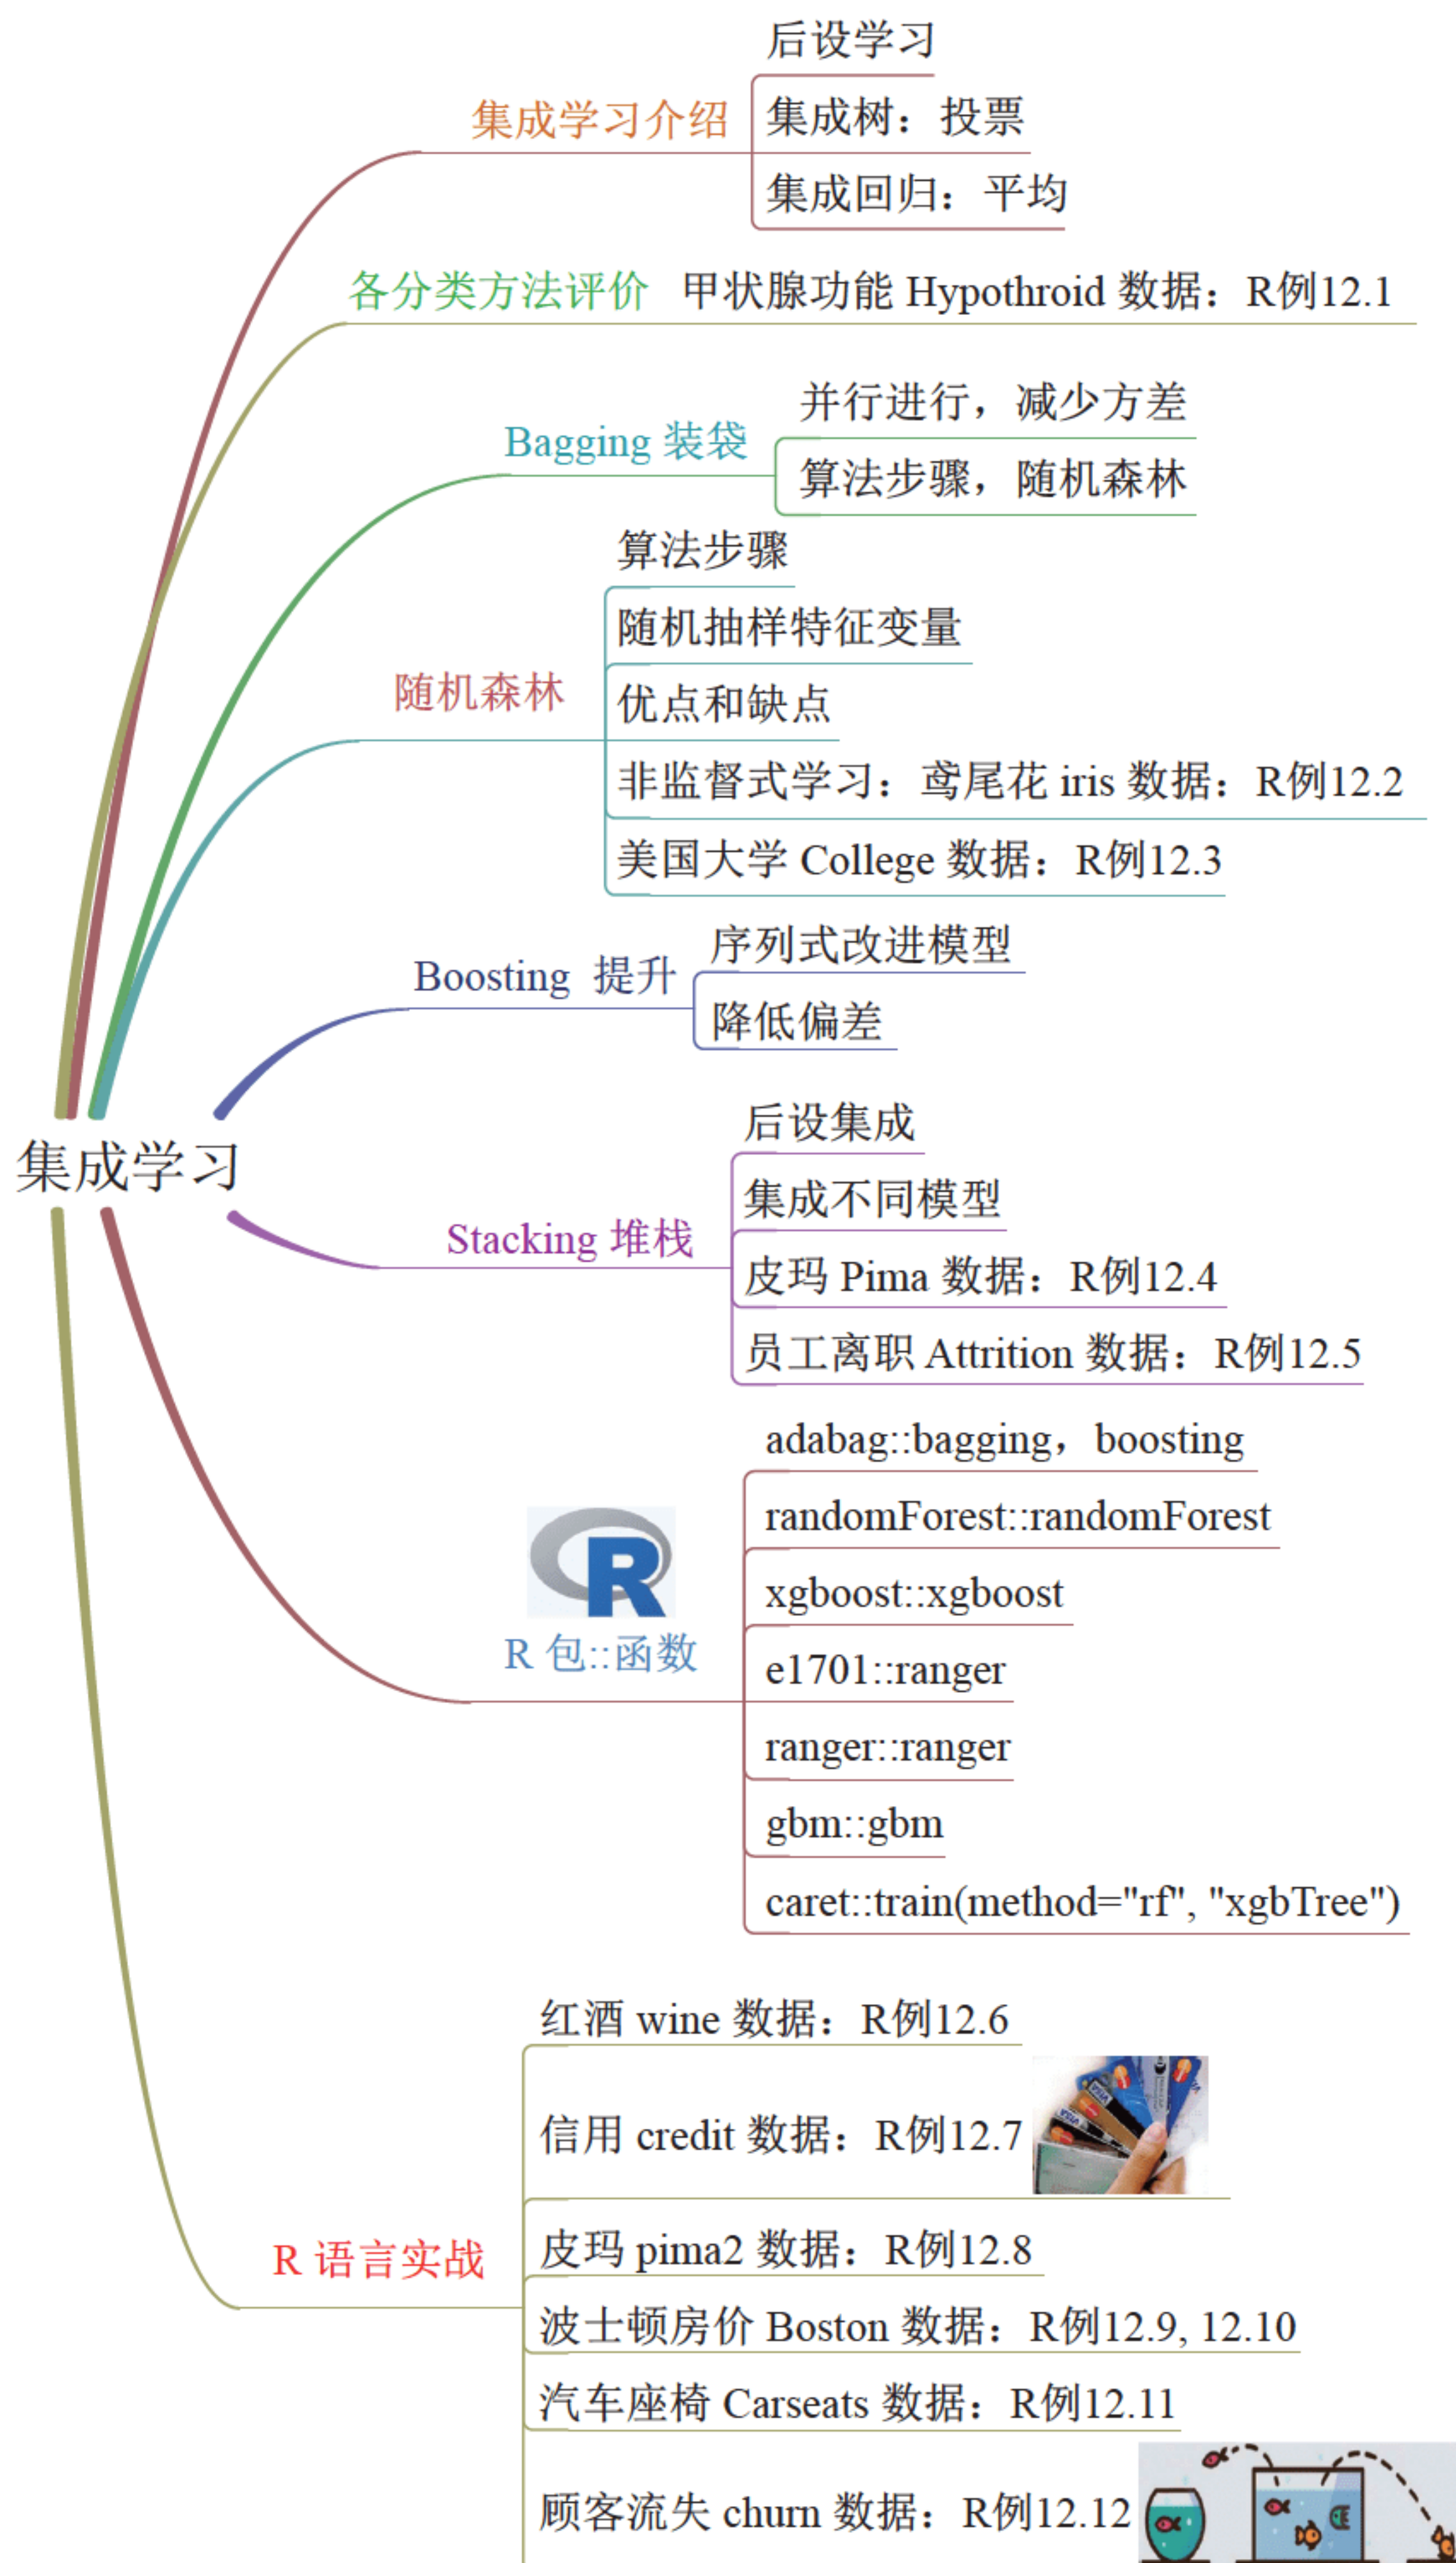 后设学习
集成学习介绍
集成树：投票
集成回归：平均
各分类方法评价 甲状腺功能 Hypothroid 数据：R例12.1
并行进行，减少方差
Bagging 装袋
算法步骤，随机森林
算法步骤
随机抽样特征变量
随机森林
优点和缺点
非监督式学习：鸢尾花 iris 数据：R例12.2
美国大学 College 数据：R例12.3
序列式改进模型
Boosting 提升
降低偏差
集成学习
后设集成
集成不同模型
Stacking 堆栈
皮玛 Pima 数据：R例12.4
员工离职 Attrition 数据：R例12.5
adabag::bagging，boosting
randomForest::randomForest
R
xgboost::xgboost
R 包::函数
e1701::ranger
ranger::ranger
gbm::gbm
caret::train(method="rf", "xgbTree")
红酒 wine 数据：R例12.6
信用 credit 数据：R例12.7
VISA
VISA
皮玛 pima2 数据：R例12.8
R 语言实战
波士顿房价 Boston 数据：R例12.9, 12.10
汽车座椅 Carseats 数据：R例12.11
顾客流失 churn 数据：R例12.12